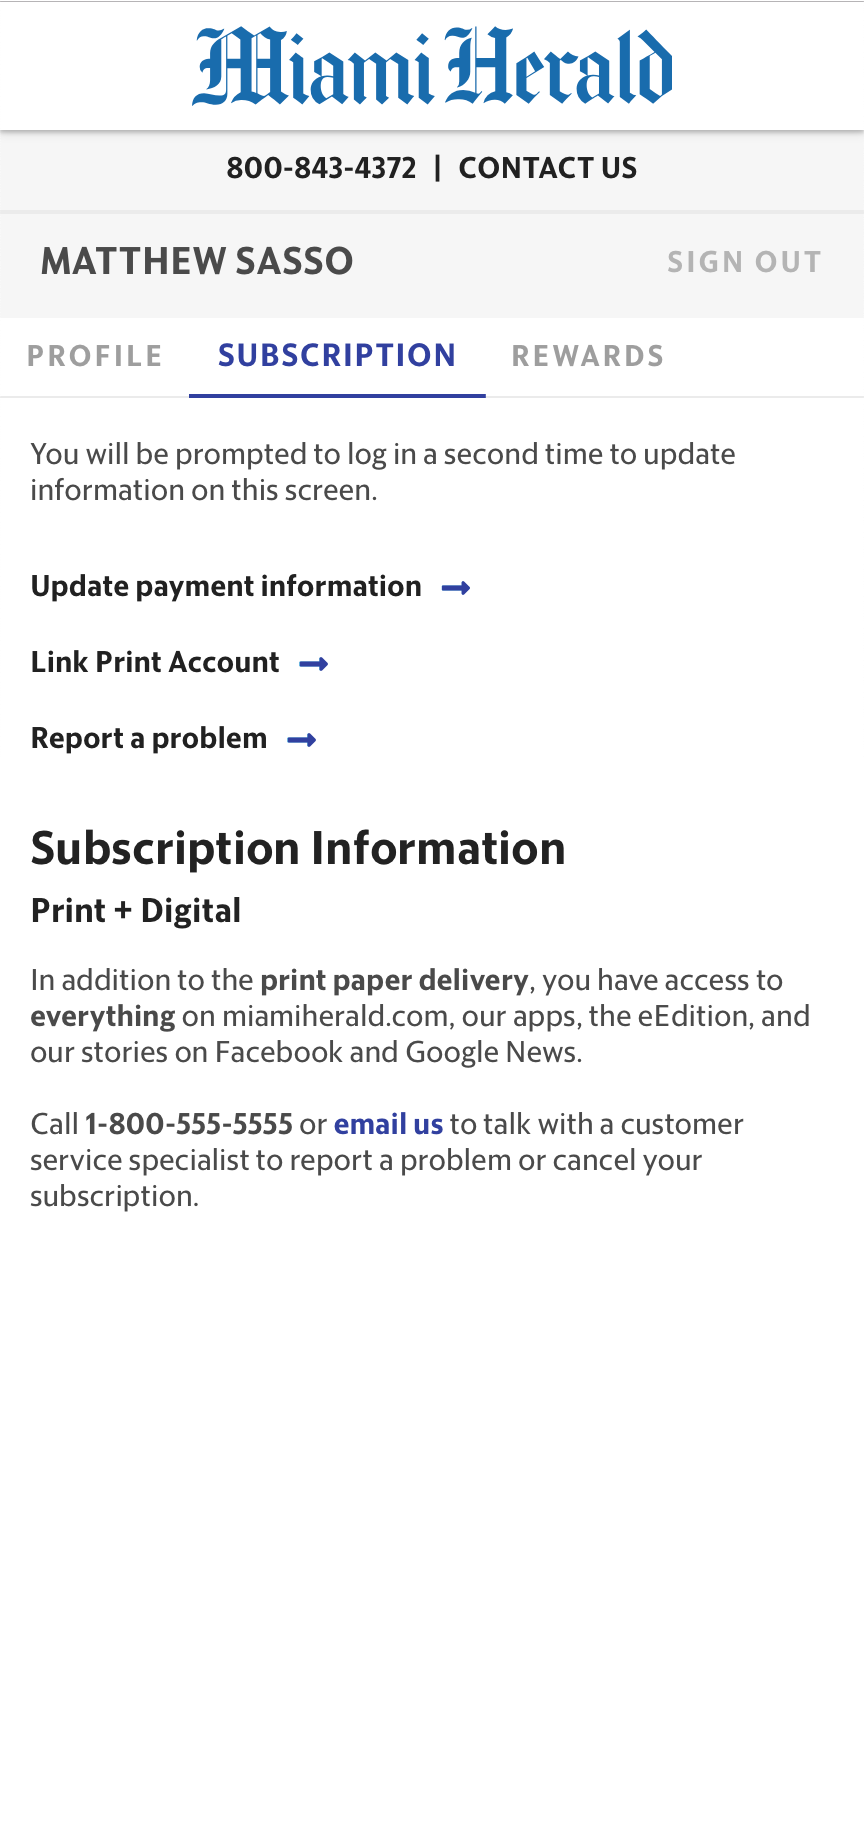 Miami Herald
800-843-4372 | CONTACT US
MATTHEW SASSO SIGN OUT
PROFILE SUBSCRIPTION REWARDS
You will be prompted to log in a second time to update
information on this screen.
Update payment information →
Link Print Account →
Report a problem →
Subscription Information
Print + Digital
In addition to the print paper delivery, you have access to
everything on miamiherald.com, our apps, the eEdition, and
our stories on Facebook and Google News.
Call 1-800-555-5555 or email us to talk with a customer
service specialist to report a problem or cancel your
subscription.